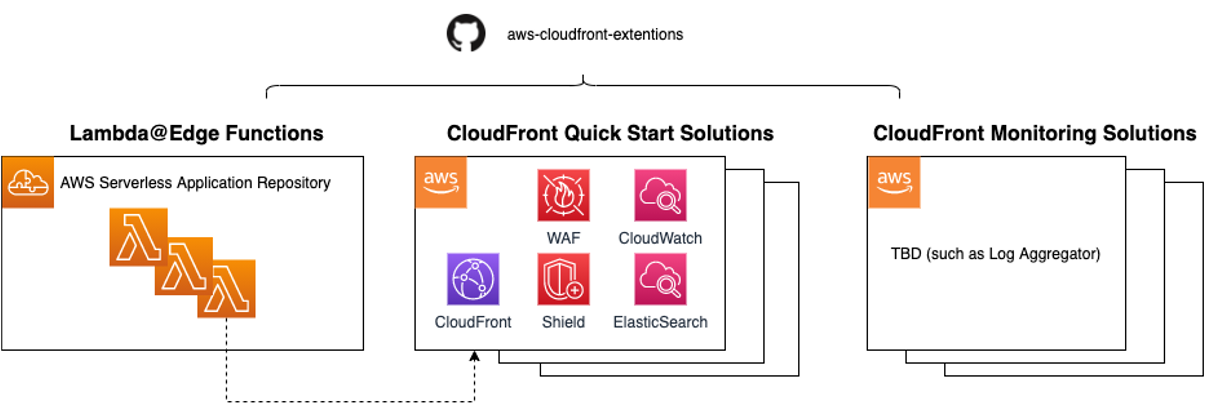 aws-cloudfront-extentions
Lambda@Edge Functions
CloudFront Quick Start Solutions
CloudFront Monitoring Solutions
AWS Serverless Application Repository
aws
WAF
CloudWatch
CloudFront
Shield
ElasticSearch
aws
TBD (such as Log Aggregator)